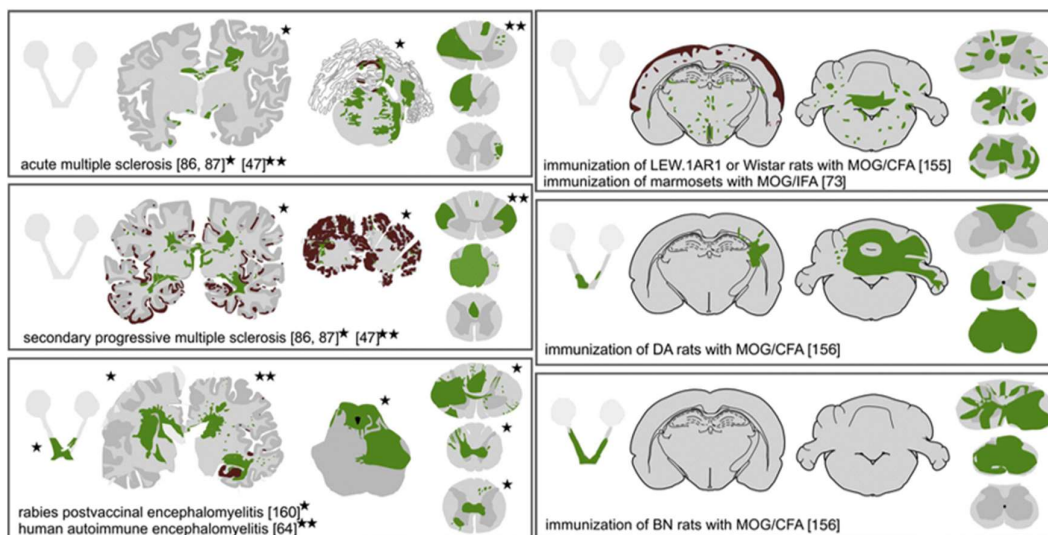 acute multiple sclerosis [86, 87]★ [47]★★
secondary progressive multiple sclerosis [86, 87]★ [47]★★
rabies postvaccinal encephalomyelitis [160]★
human autoimmune encephalomyelitis [64]★★
immunization of LEW.1AR1 or Wistar rats with MOG/CFA [155]
immunization of marmosets with MOG/IFA [73]
immunization of DA rats with MOG/CFA [156]
immunization of BN rats with MOG/CFA [156]